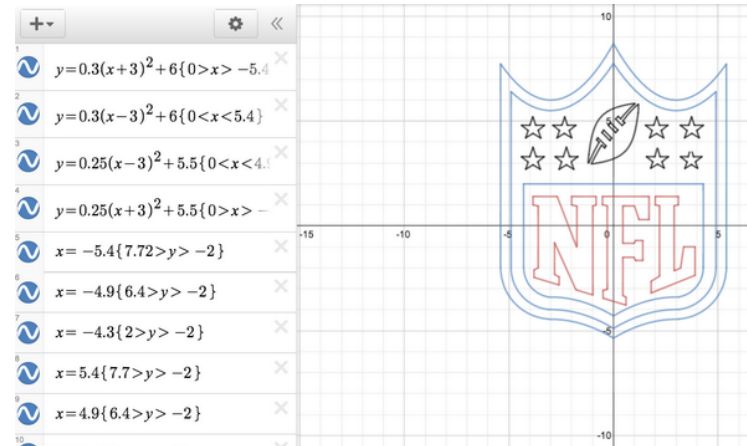 1
y=0.3(x+3)²+6{0>x>−5.4
2
y=0.3(x−3)²+6{0<x<5.4}
3
y=0.25(x−3)²+5.5{0<x<4.
4
y=0.25(x+3)²+5.5{0>x>−
5
x=−5.4{7.72>y>−2}
6
x=−4.9{6.4>y>−2}
7
x=−4.3{2>y>−2}
8
x=5.4{7.7>y>−2}
9
x=4.9{6.4>y>−2}
10
10
5
-15 -10 -5 0 5
NFL
-5
-10